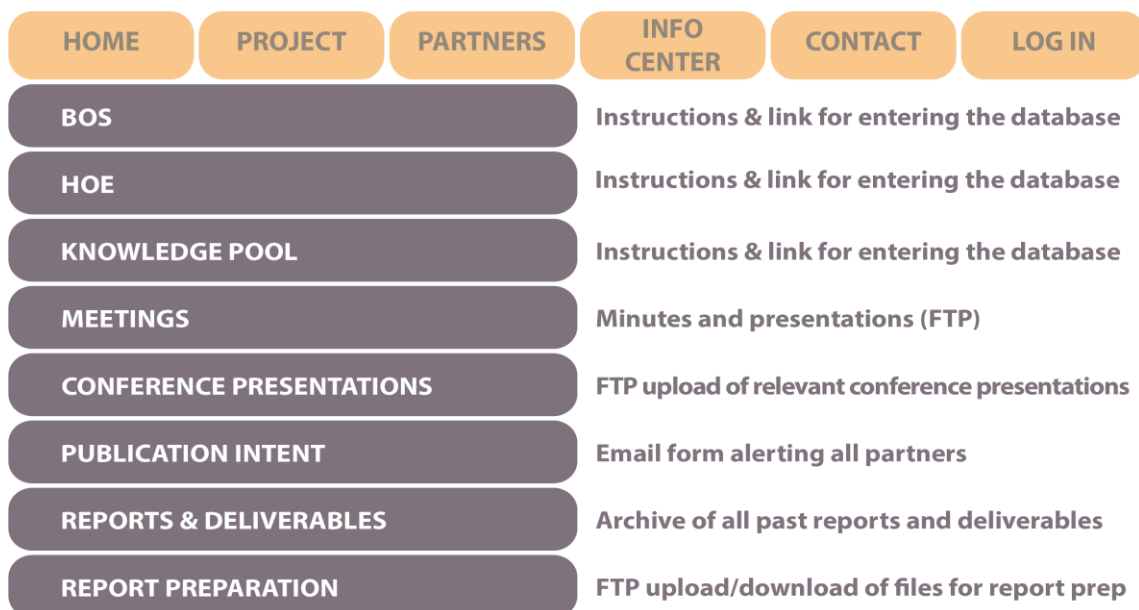 HOME
PROJECT
PARTNERS
INFO
CENTER
CONTACT
LOG IN
BOS
Instructions & link for entering the database
HOE
Instructions & link for entering the database
KNOWLEDGE POOL
Instructions & link for entering the database
MEETINGS
Minutes and presentations (FTP)
CONFERENCE PRESENTATIONS
FTP upload of relevant conference presentations
PUBLICATION INTENT
Email form alerting all partners
REPORTS & DELIVERABLES
Archive of all past reports and deliverables
REPORT PREPARATION
FTP upload/download of files for report prep